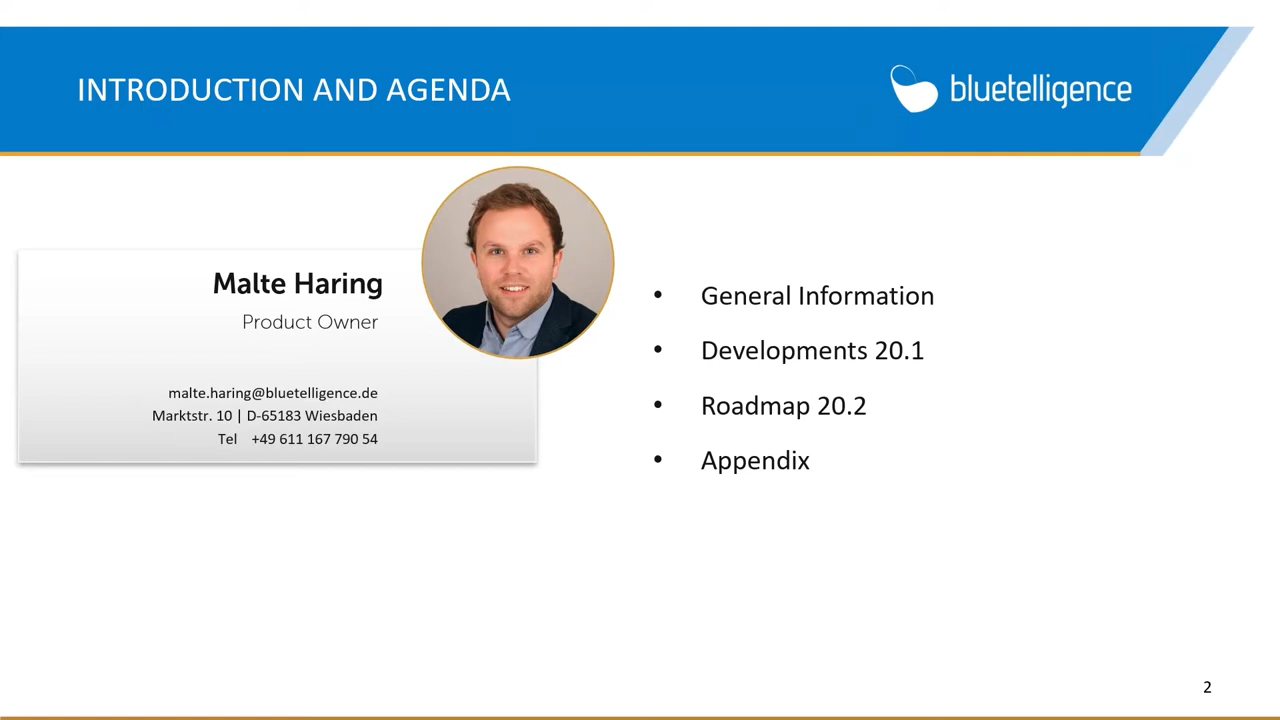 INTRODUCTION AND AGENDA
bluetelligence
Malte Haring
Product Owner
malte.haring@bluetelligence.de
Marktstr. 10 | D-65183 Wiesbaden
Tel +49 611 167 790 54
• General Information
• Developments 20.1
• Roadmap 20.2
• Appendix
2